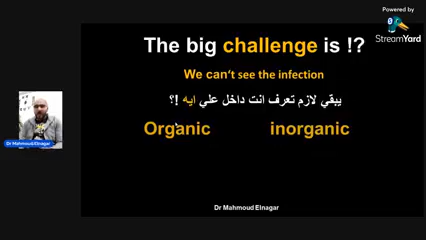 Powered by
StreamYard
The big challenge is !?
We can't see the infection
يبقي لازم تعرف انت داخل علي ايه !؟
Organic inorganic
Dr Mahmoud Elnagar
Dr Mahmoud Elnagar